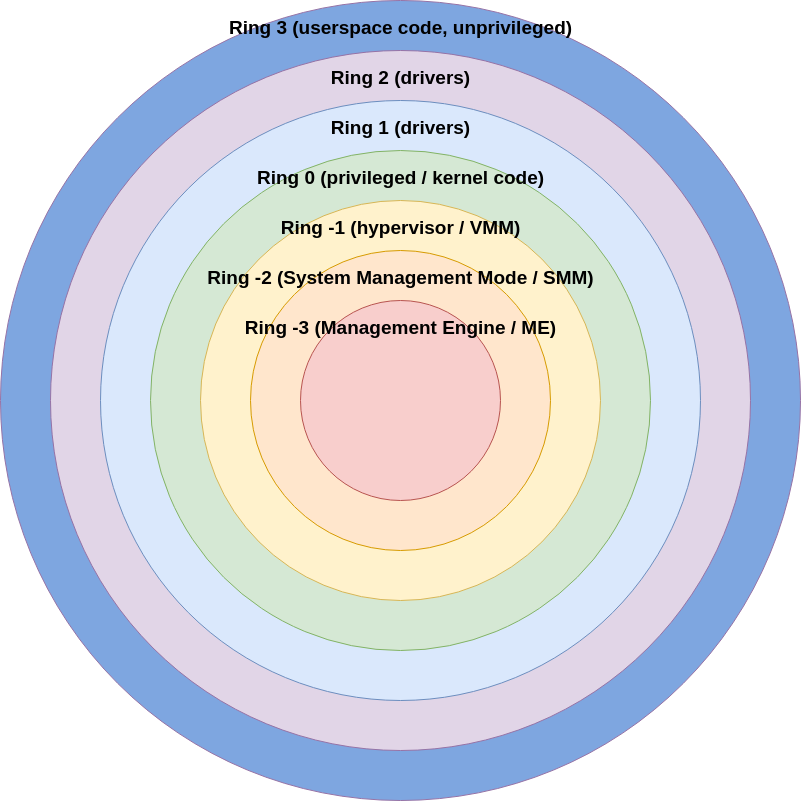 Ring 3 (userspace code, unprivileged)
Ring 2 (drivers)
Ring 1 (drivers)
Ring 0 (privileged / kernel code)
Ring -1 (hypervisor / VMM)
Ring -2 (System Management Mode / SMM)
Ring -3 (Management Engine / ME)